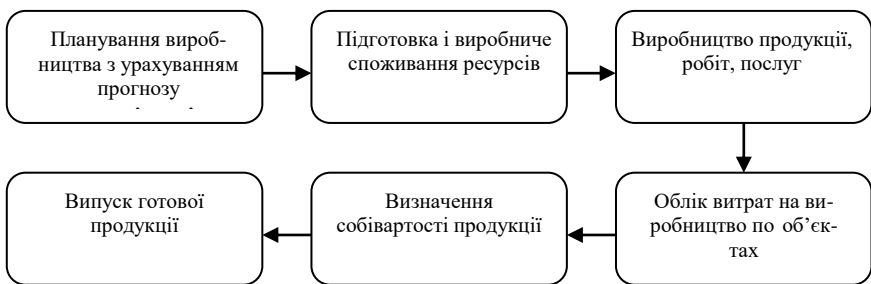 Планування вироб-
ництва з урахуванням
прогнозу
Підготовка і виробниче
споживання ресурсів
Виробництво продукції,
робіт, послуг
Облік витрат на ви-
робництво по об’єк-
тах
Визначення
собівартості продукції
Випуск готової
продукції